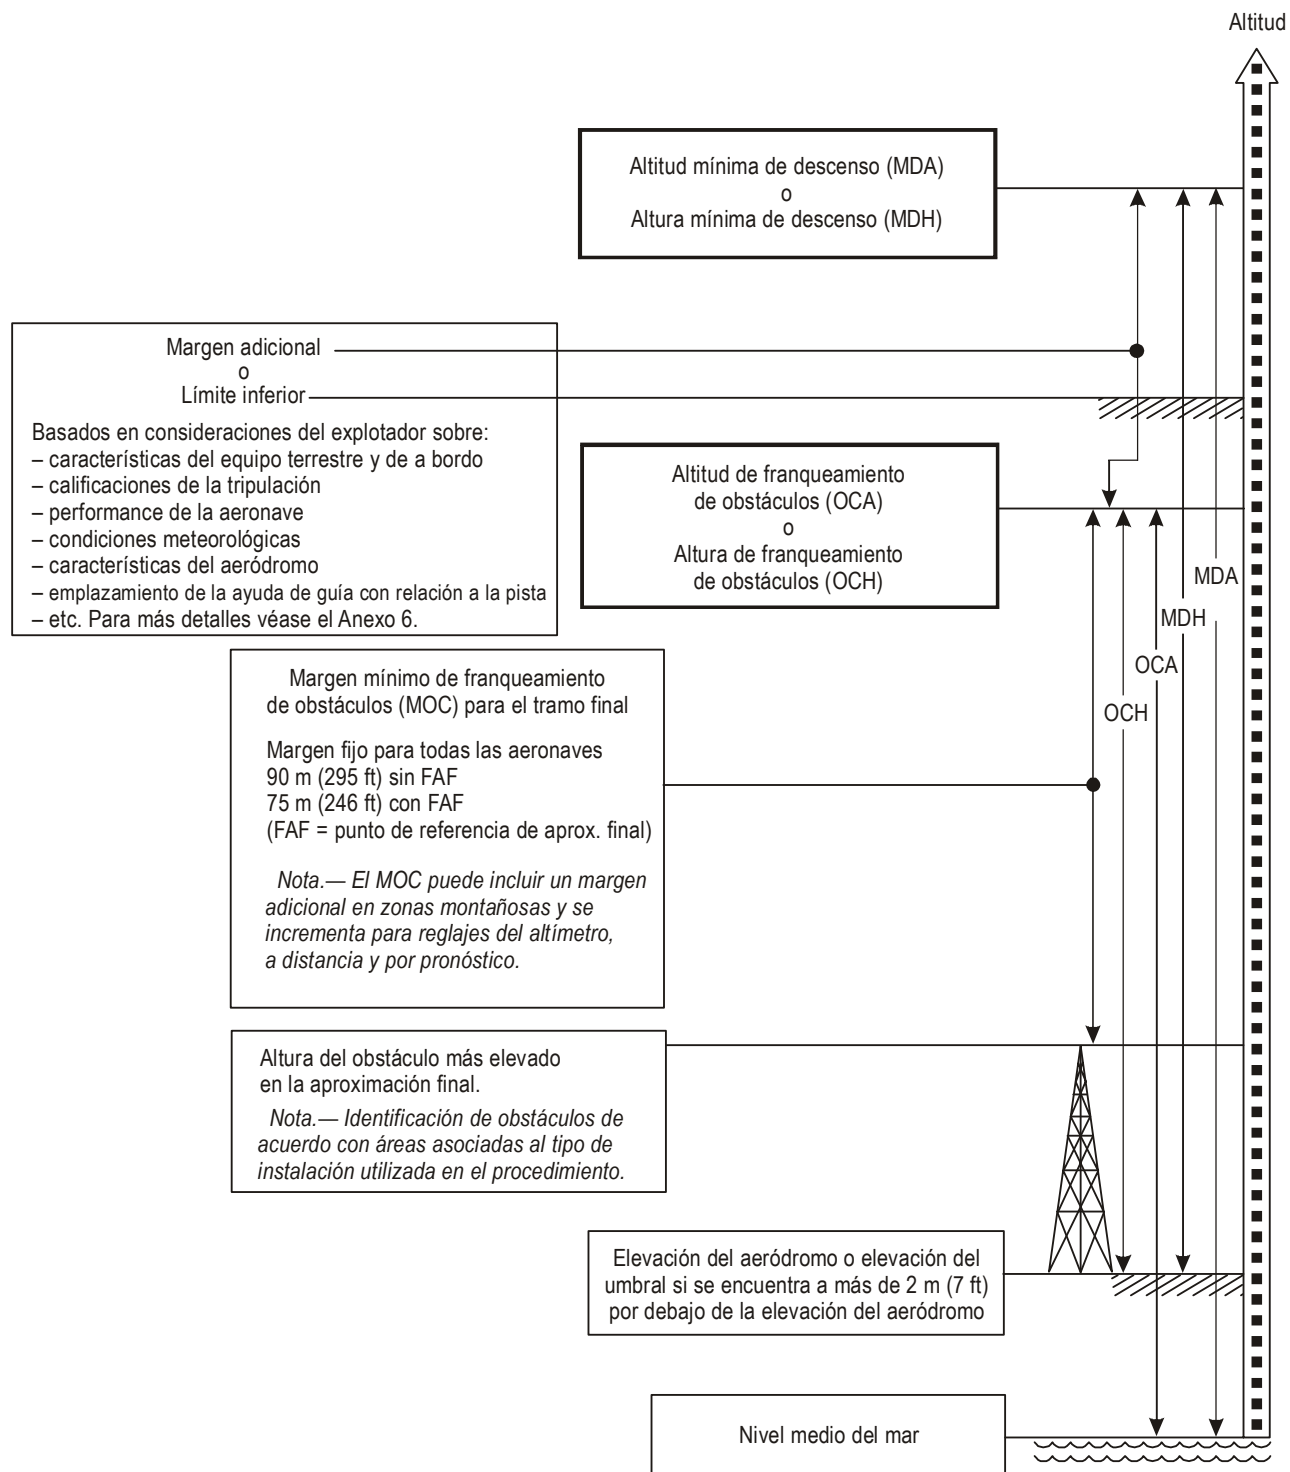 Altitud
Altitud mínima de descenso (MDA)
o
Altura mínima de descenso (MDH)
Margen adicional
o
Límite inferior
Basados en consideraciones del explotador sobre:
– características del equipo terrestre y de a bordo
– calificaciones de la tripulación
– performance de la aeronave
– condiciones meteorológicas
– características del aeródromo
– emplazamiento de la ayuda de guía con relación a la pista
– etc. Para más detalles véase el Anexo 6.
Altitud de franqueamiento
de obstáculos (OCA)
o
Altura de franqueamiento
de obstáculos (OCH)
MDA
MDH
OCA
OCH
Margen mínimo de franqueamiento
de obstáculos (MOC) para el tramo final
Margen fijo para todas las aeronaves
90 m (295 ft) sin FAF
75 m (246 ft) con FAF
(FAF = punto de referencia de aprox. final)
Nota.— El MOC puede incluir un margen
adicional en zonas montañosas y se
incrementa para reglajes del altímetro,
a distancia y por pronóstico.
Altura del obstáculo más elevado
en la aproximación final.
Nota.— Identificación de obstáculos de
acuerdo con áreas asociadas al tipo de
instalación utilizada en el procedimiento.
Elevación del aeródromo o elevación del
umbral si se encuentra a más de 2 m (7 ft)
por debajo de la elevación del aeródromo
Nivel medio del mar